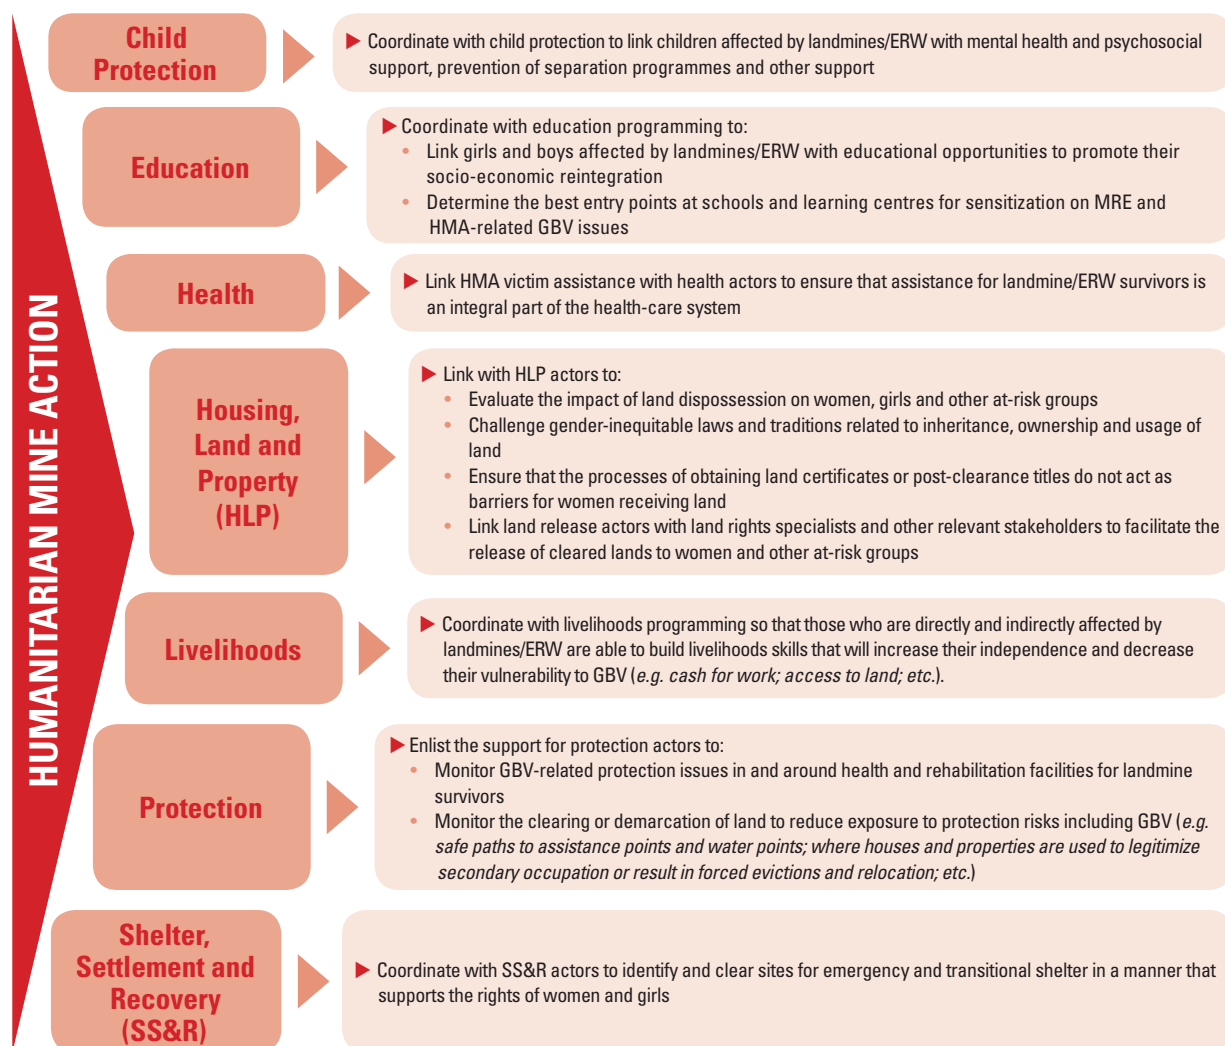 HUMANITARIAN MINE ACTION
Child
Protection
▶ Coordinate with child protection to link children affected by landmines/ERW with mental health and psychosocial
support, prevention of separation programmes and other support
Education
▶ Coordinate with education programming to:
• Link girls and boys affected by landmines/ERW with educational opportunities to promote their
socio-economic reintegration
• Determine the best entry points at schools and learning centres for sensitization on MRE and
HMA-related GBV issues
Health
▶ Link HMA victim assistance with health actors to ensure that assistance for landmine/ERW survivors is
an integral part of the health-care system
Housing,
Land and
Property
(HLP)
▶ Link with HLP actors to:
• Evaluate the impact of land dispossession on women, girls and other at-risk groups
• Challenge gender-inequitable laws and traditions related to inheritance, ownership and usage of
land
• Ensure that the processes of obtaining land certificates or post-clearance titles do not act as
barriers for women receiving land
• Link land release actors with land rights specialists and other relevant stakeholders to facilitate the
release of cleared lands to women and other at-risk groups
Livelihoods
▶ Coordinate with livelihoods programming so that those who are directly and indirectly affected by
landmines/ERW are able to build livelihoods skills that will increase their independence and decrease
their vulnerability to GBV (e.g. cash for work; access to land; etc.).
Protection
▶ Enlist the support for protection actors to:
• Monitor GBV-related protection issues in and around health and rehabilitation facilities for landmine
survivors
• Monitor the clearing or demarcation of land to reduce exposure to protection risks including GBV (e.g.
safe paths to assistance points and water points; where houses and properties are used to legitimize
secondary occupation or result in forced evictions and relocation; etc.)
Shelter,
Settlement and
Recovery
(SS&R)
▶ Coordinate with SS&R actors to identify and clear sites for emergency and transitional shelter in a manner that
supports the rights of women and girls